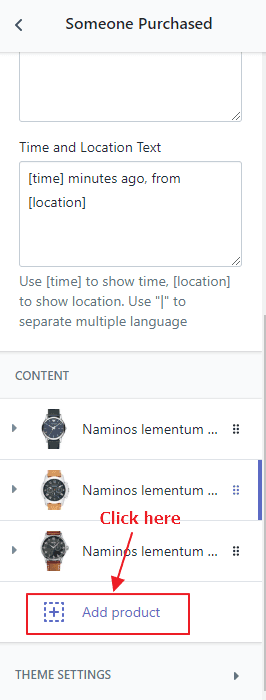 Someone Purchased
Time and Location Text
[time] minutes ago, from
[location]
Use [time] to show time, [location]
to show location. Use "|" to
separate multiple language
CONTENT
Naminos lementum ...
Naminos lementum ...
Click here
Naminos lementum ...
Add product
THEME SETTINGS